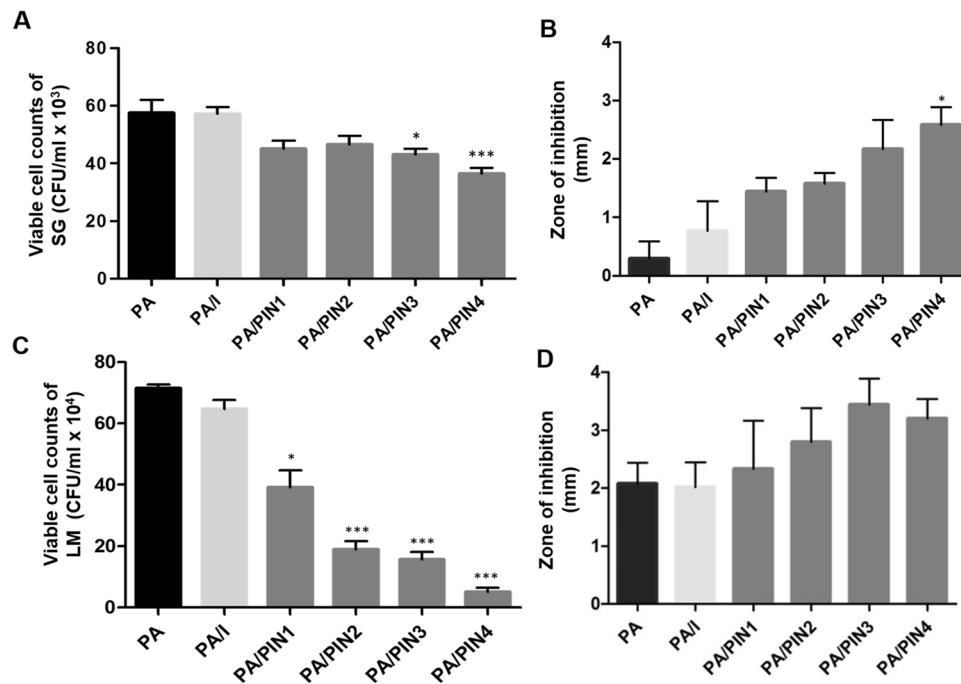 A
Viable cell counts of
SG (CFU/ml x 10³)
80
60
40
20
0
*
***
PA
PA/I
PA/PIN1
PA/PIN2
PA/PIN3
PA/PIN4
B
Zone of inhibition
(mm)
4
3
2
1
0
*
PA
PA/I
PA/PIN1
PA/PIN2
PA/PIN3
PA/PIN4
C
Viable cell counts of
LM (CFU/ml x 10⁴)
80
60
40
20
0
*
***
***
***
PA
PA/I
PA/PIN1
PA/PIN2
PA/PIN3
PA/PIN4
D
Zone of inhibition
(mm)
4
3
2
1
0
PA
PA/I
PA/PIN1
PA/PIN2
PA/PIN3
PA/PIN4